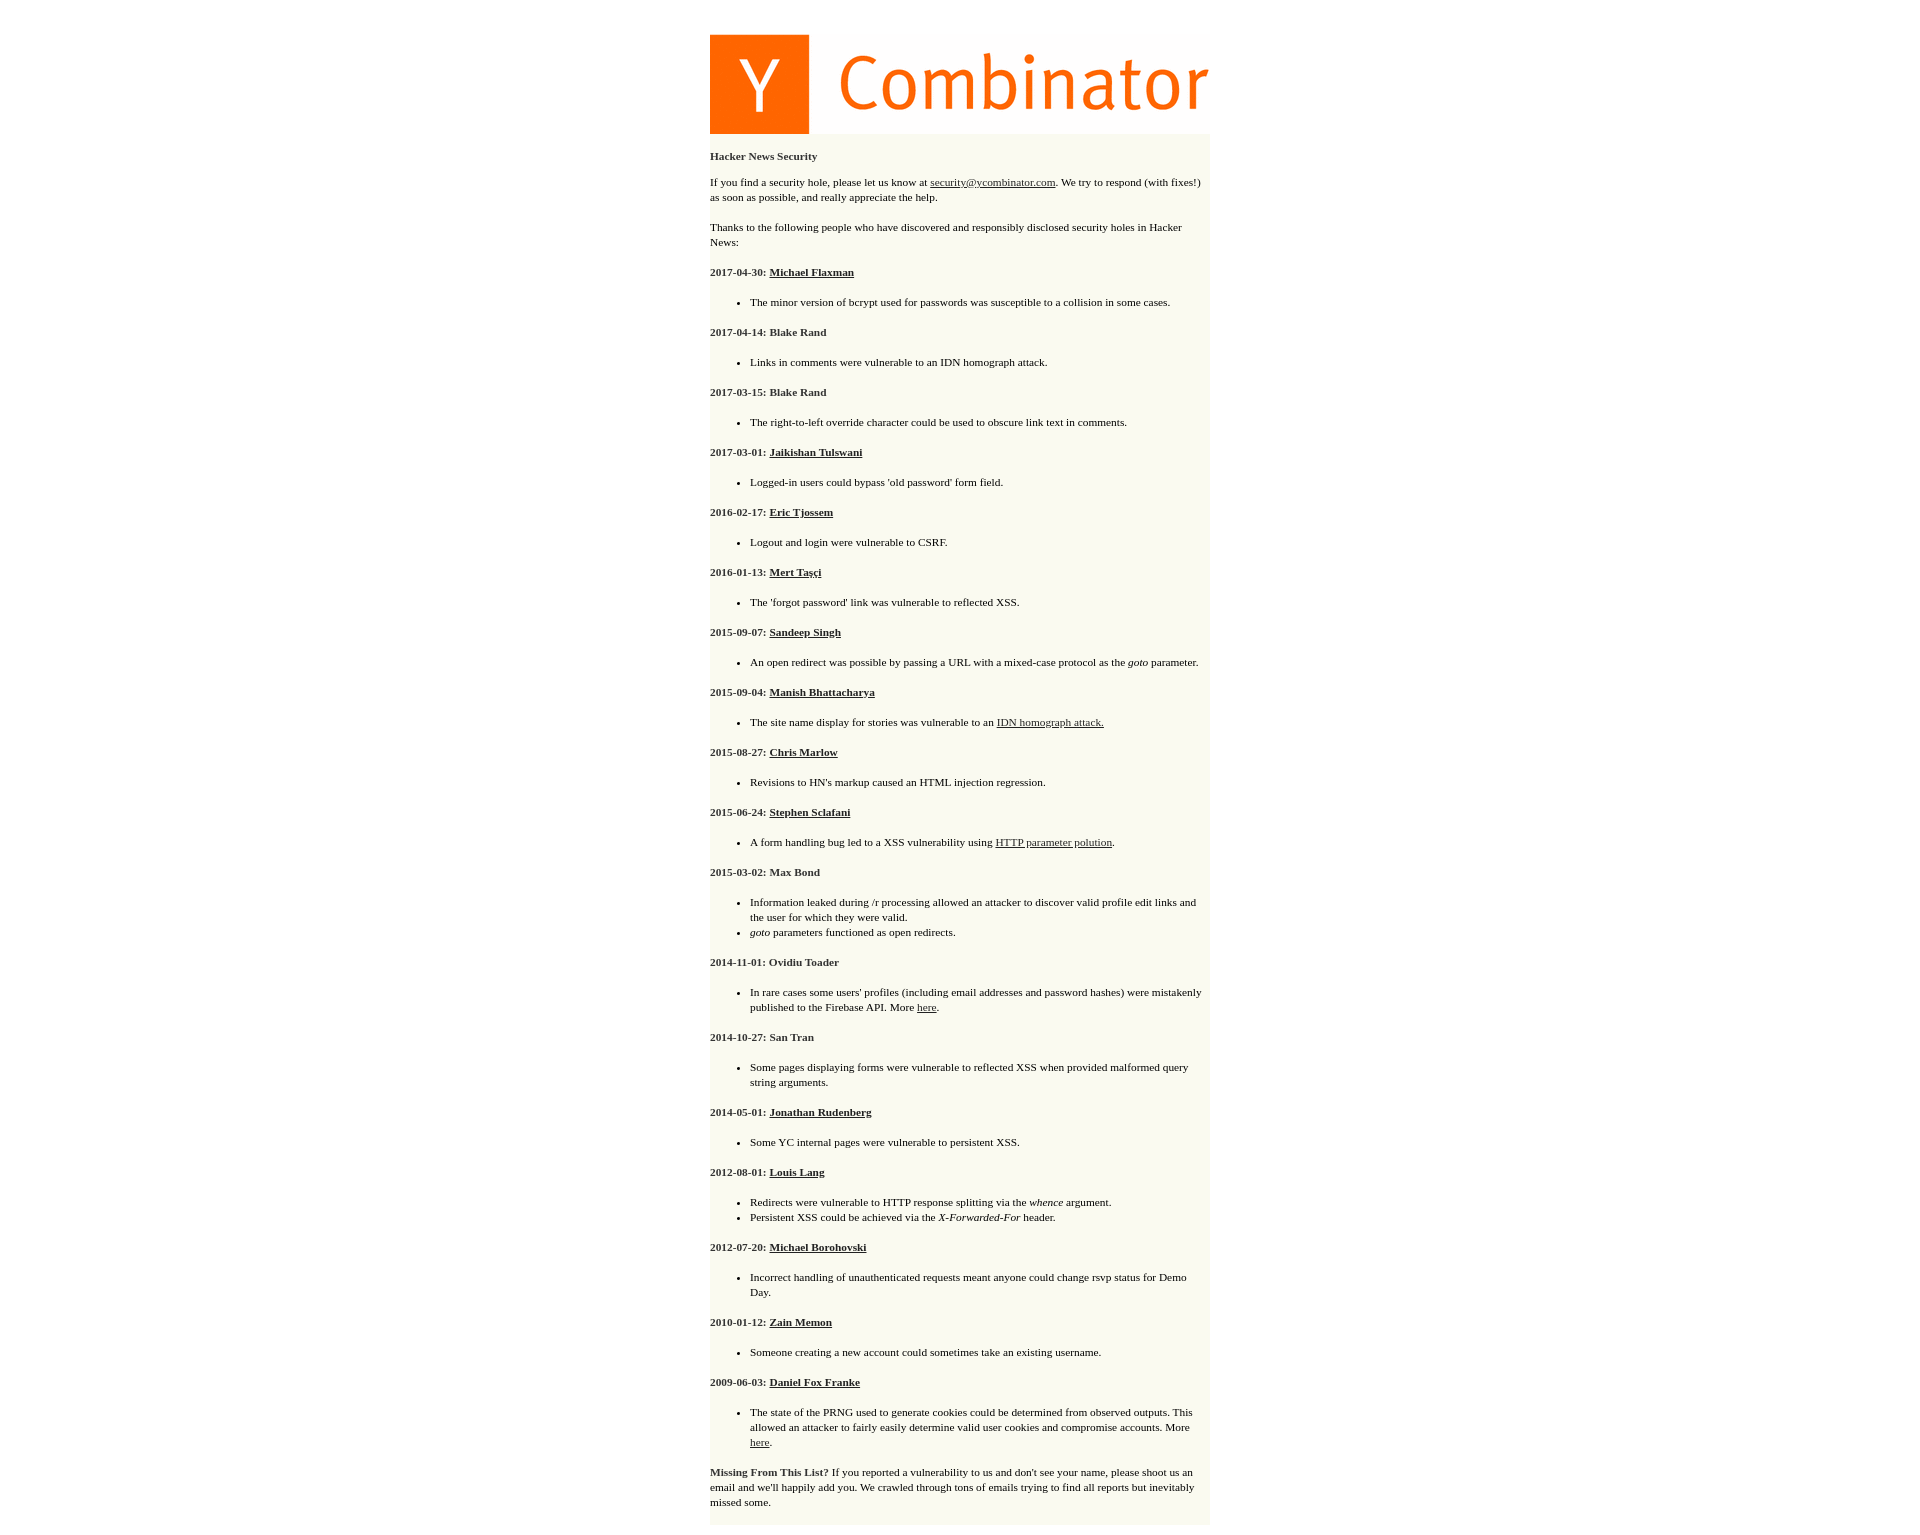 Y Combinator
Hacker News Security
If you find a security hole, please let us know at security@ycombinator.com. We try to respond (with fixes!)
as soon as possible, and really appreciate the help.
Thanks to the following people who have discovered and responsibly disclosed security holes in Hacker
News:
2017-04-30: Michael Flaxman
• The minor version of bcrypt used for passwords was susceptible to a collision in some cases.
2017-04-14: Blake Rand
• Links in comments were vulnerable to an IDN homograph attack.
2017-03-15: Blake Rand
• The right-to-left override character could be used to obscure link text in comments.
2017-03-01: Jaikishan Tulswani
• Logged-in users could bypass 'old password' form field.
2016-02-17: Eric Tjossem
• Logout and login were vulnerable to CSRF.
2016-01-13: Mert Taşçi
• The 'forgot password' link was vulnerable to reflected XSS.
2015-09-07: Sandeep Singh
• An open redirect was possible by passing a URL with a mixed-case protocol as the goto parameter.
2015-09-04: Manish Bhattacharya
• The site name display for stories was vulnerable to an IDN homograph attack.
2015-08-27: Chris Marlow
• Revisions to HN's markup caused an HTML injection regression.
2015-06-24: Stephen Sclafani
• A form handling bug led to a XSS vulnerability using HTTP parameter polution.
2015-03-02: Max Bond
• Information leaked during /r processing allowed an attacker to discover valid profile edit links and
the user for which they were valid.
• goto parameters functioned as open redirects.
2014-11-01: Ovidiu Toader
• In rare cases some users' profiles (including email addresses and password hashes) were mistakenly
published to the Firebase API. More here.
2014-10-27: San Tran
• Some pages displaying forms were vulnerable to reflected XSS when provided malformed query
string arguments.
2014-05-01: Jonathan Rudenberg
• Some YC internal pages were vulnerable to persistent XSS.
2012-08-01: Louis Lang
• Redirects were vulnerable to HTTP response splitting via the whence argument.
• Persistent XSS could be achieved via the X-Forwarded-For header.
2012-07-20: Michael Borohovski
• Incorrect handling of unauthenticated requests meant anyone could change rsvp status for Demo
Day.
2010-01-12: Zain Memon
• Someone creating a new account could sometimes take an existing username.
2009-06-03: Daniel Fox Franke
• The state of the PRNG used to generate cookies could be determined from observed outputs. This
allowed an attacker to fairly easily determine valid user cookies and compromise accounts. More
here.
Missing From This List? If you reported a vulnerability to us and don't see your name, please shoot us an
email and we'll happily add you. We crawled through tons of emails trying to find all reports but inevitably
missed some.